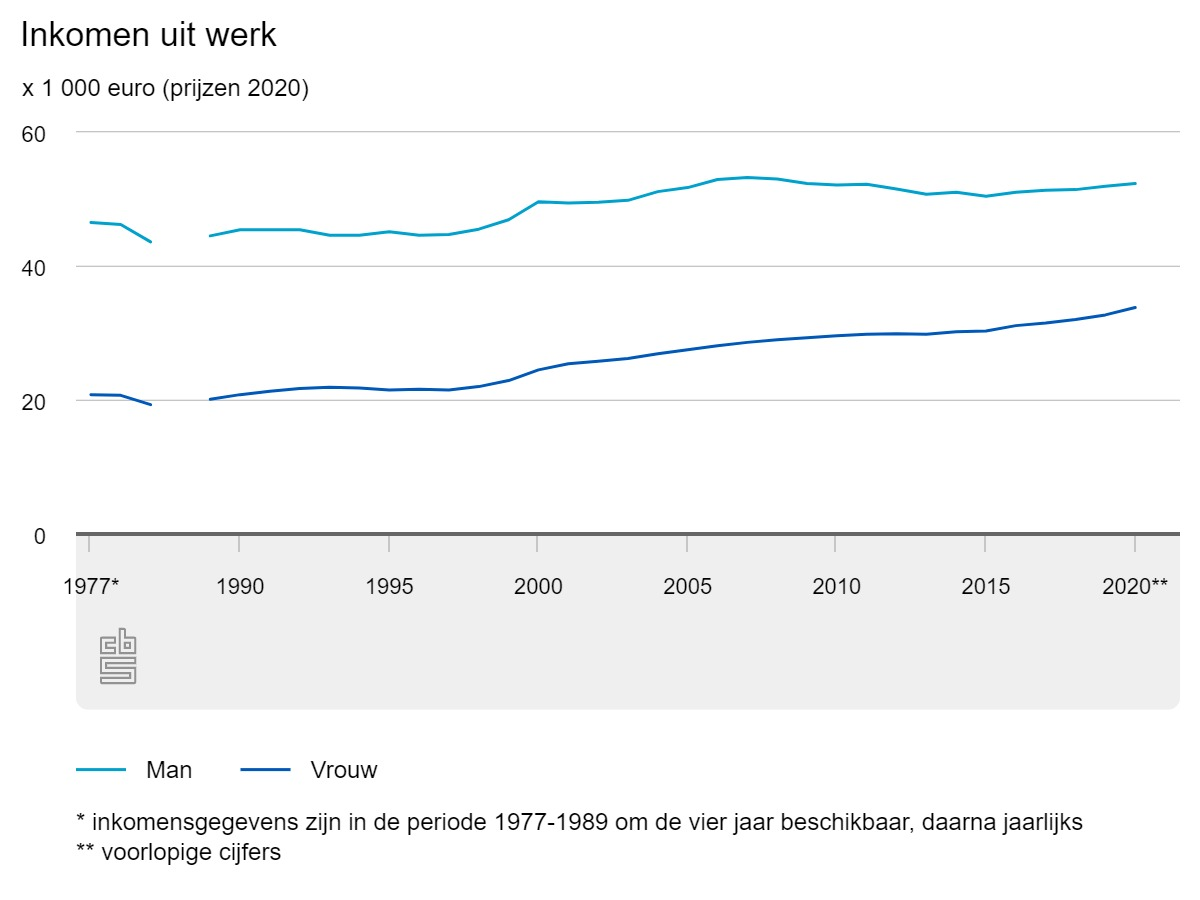 Inkomen uit werk
x 1 000 euro (prijzen 2020)
60
40
20
0
1977* 1990 1995 2000 2005 2010 2015 2020**
cbs
Man Vrouw
* inkomensgegevens zijn in de periode 1977-1989 om de vier jaar beschikbaar, daarna jaarlijks
** voorlopige cijfers